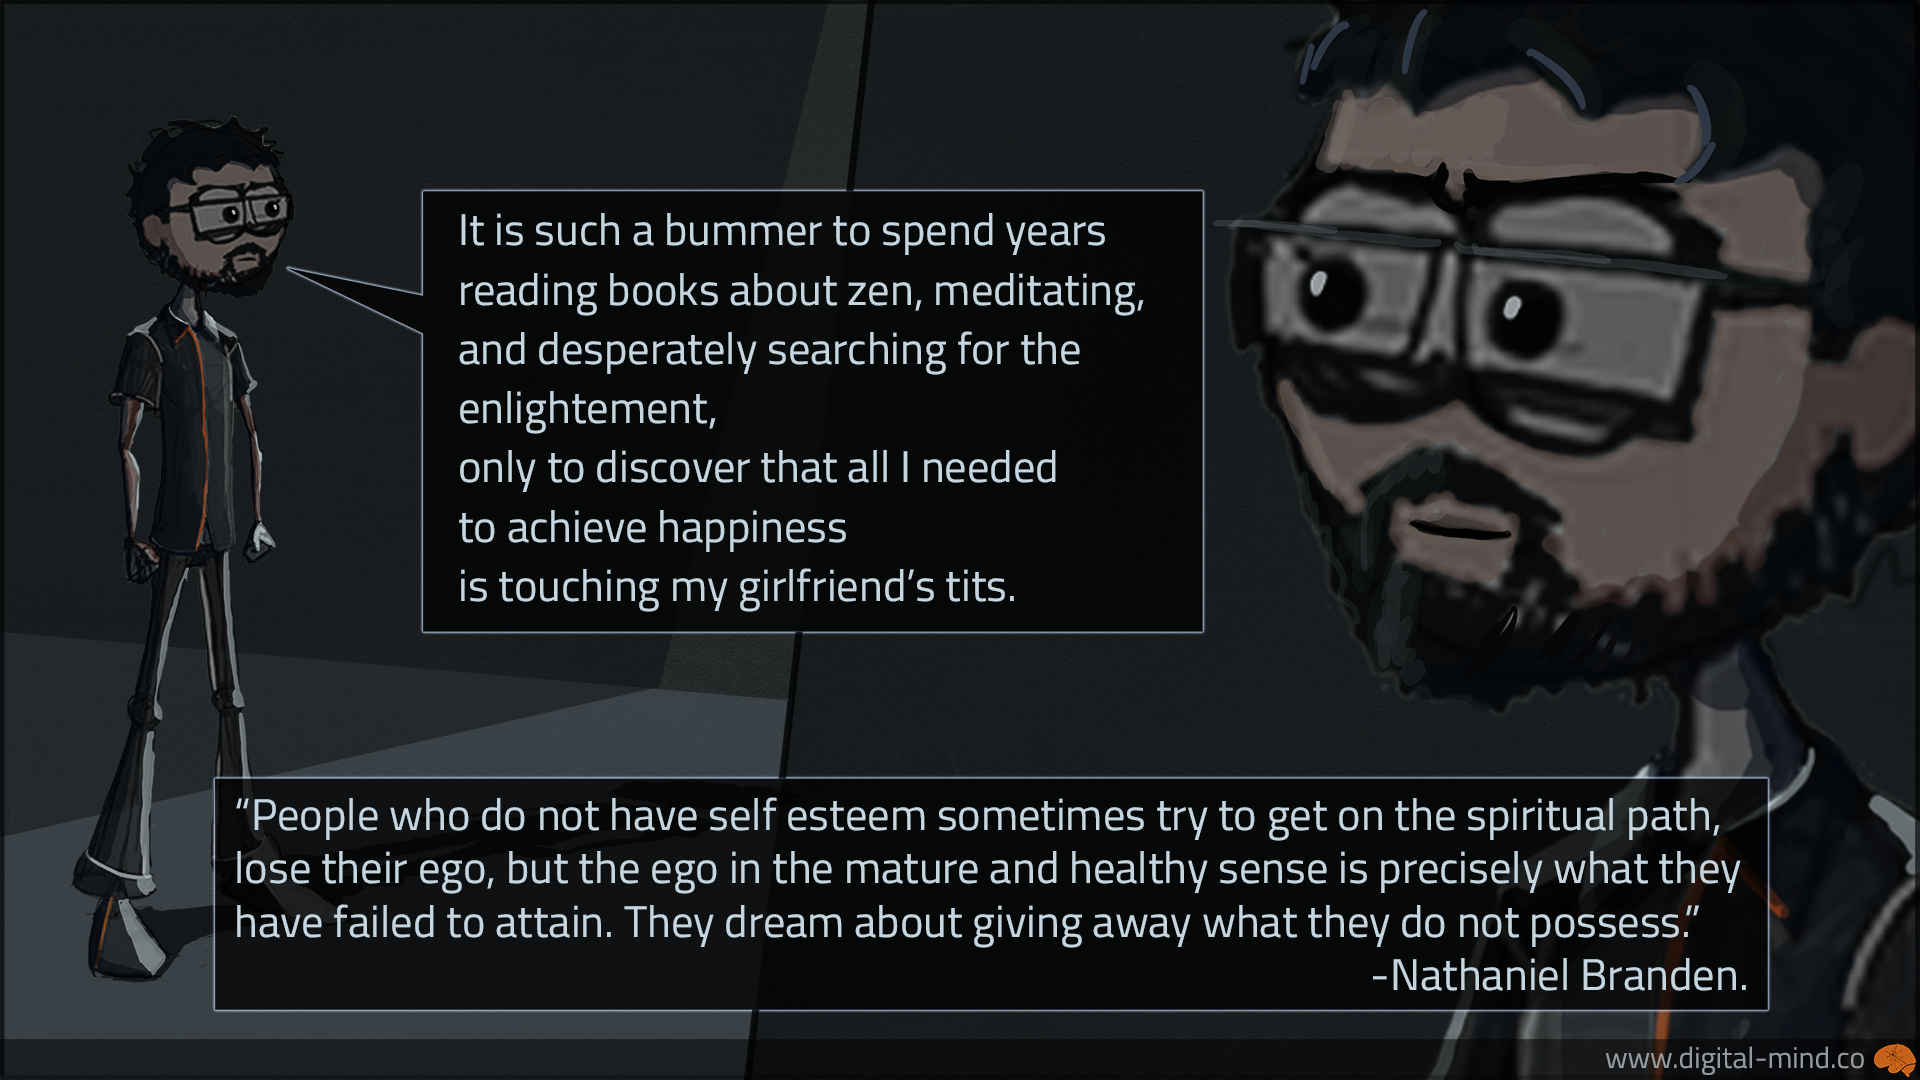 It is such a bummer to spend years
reading books about zen, meditating,
and desperately searching for the
enlightement,
only to discover that all I needed
to achieve happiness
is touching my girlfriend’s tits.
“People who do not have self esteem sometimes try to get on the spiritual path,
lose their ego, but the ego in the mature and healthy sense is precisely what they
have failed to attain. They dream about giving away what they do not possess.”
-Nathaniel Branden.
www.digital-mind.co